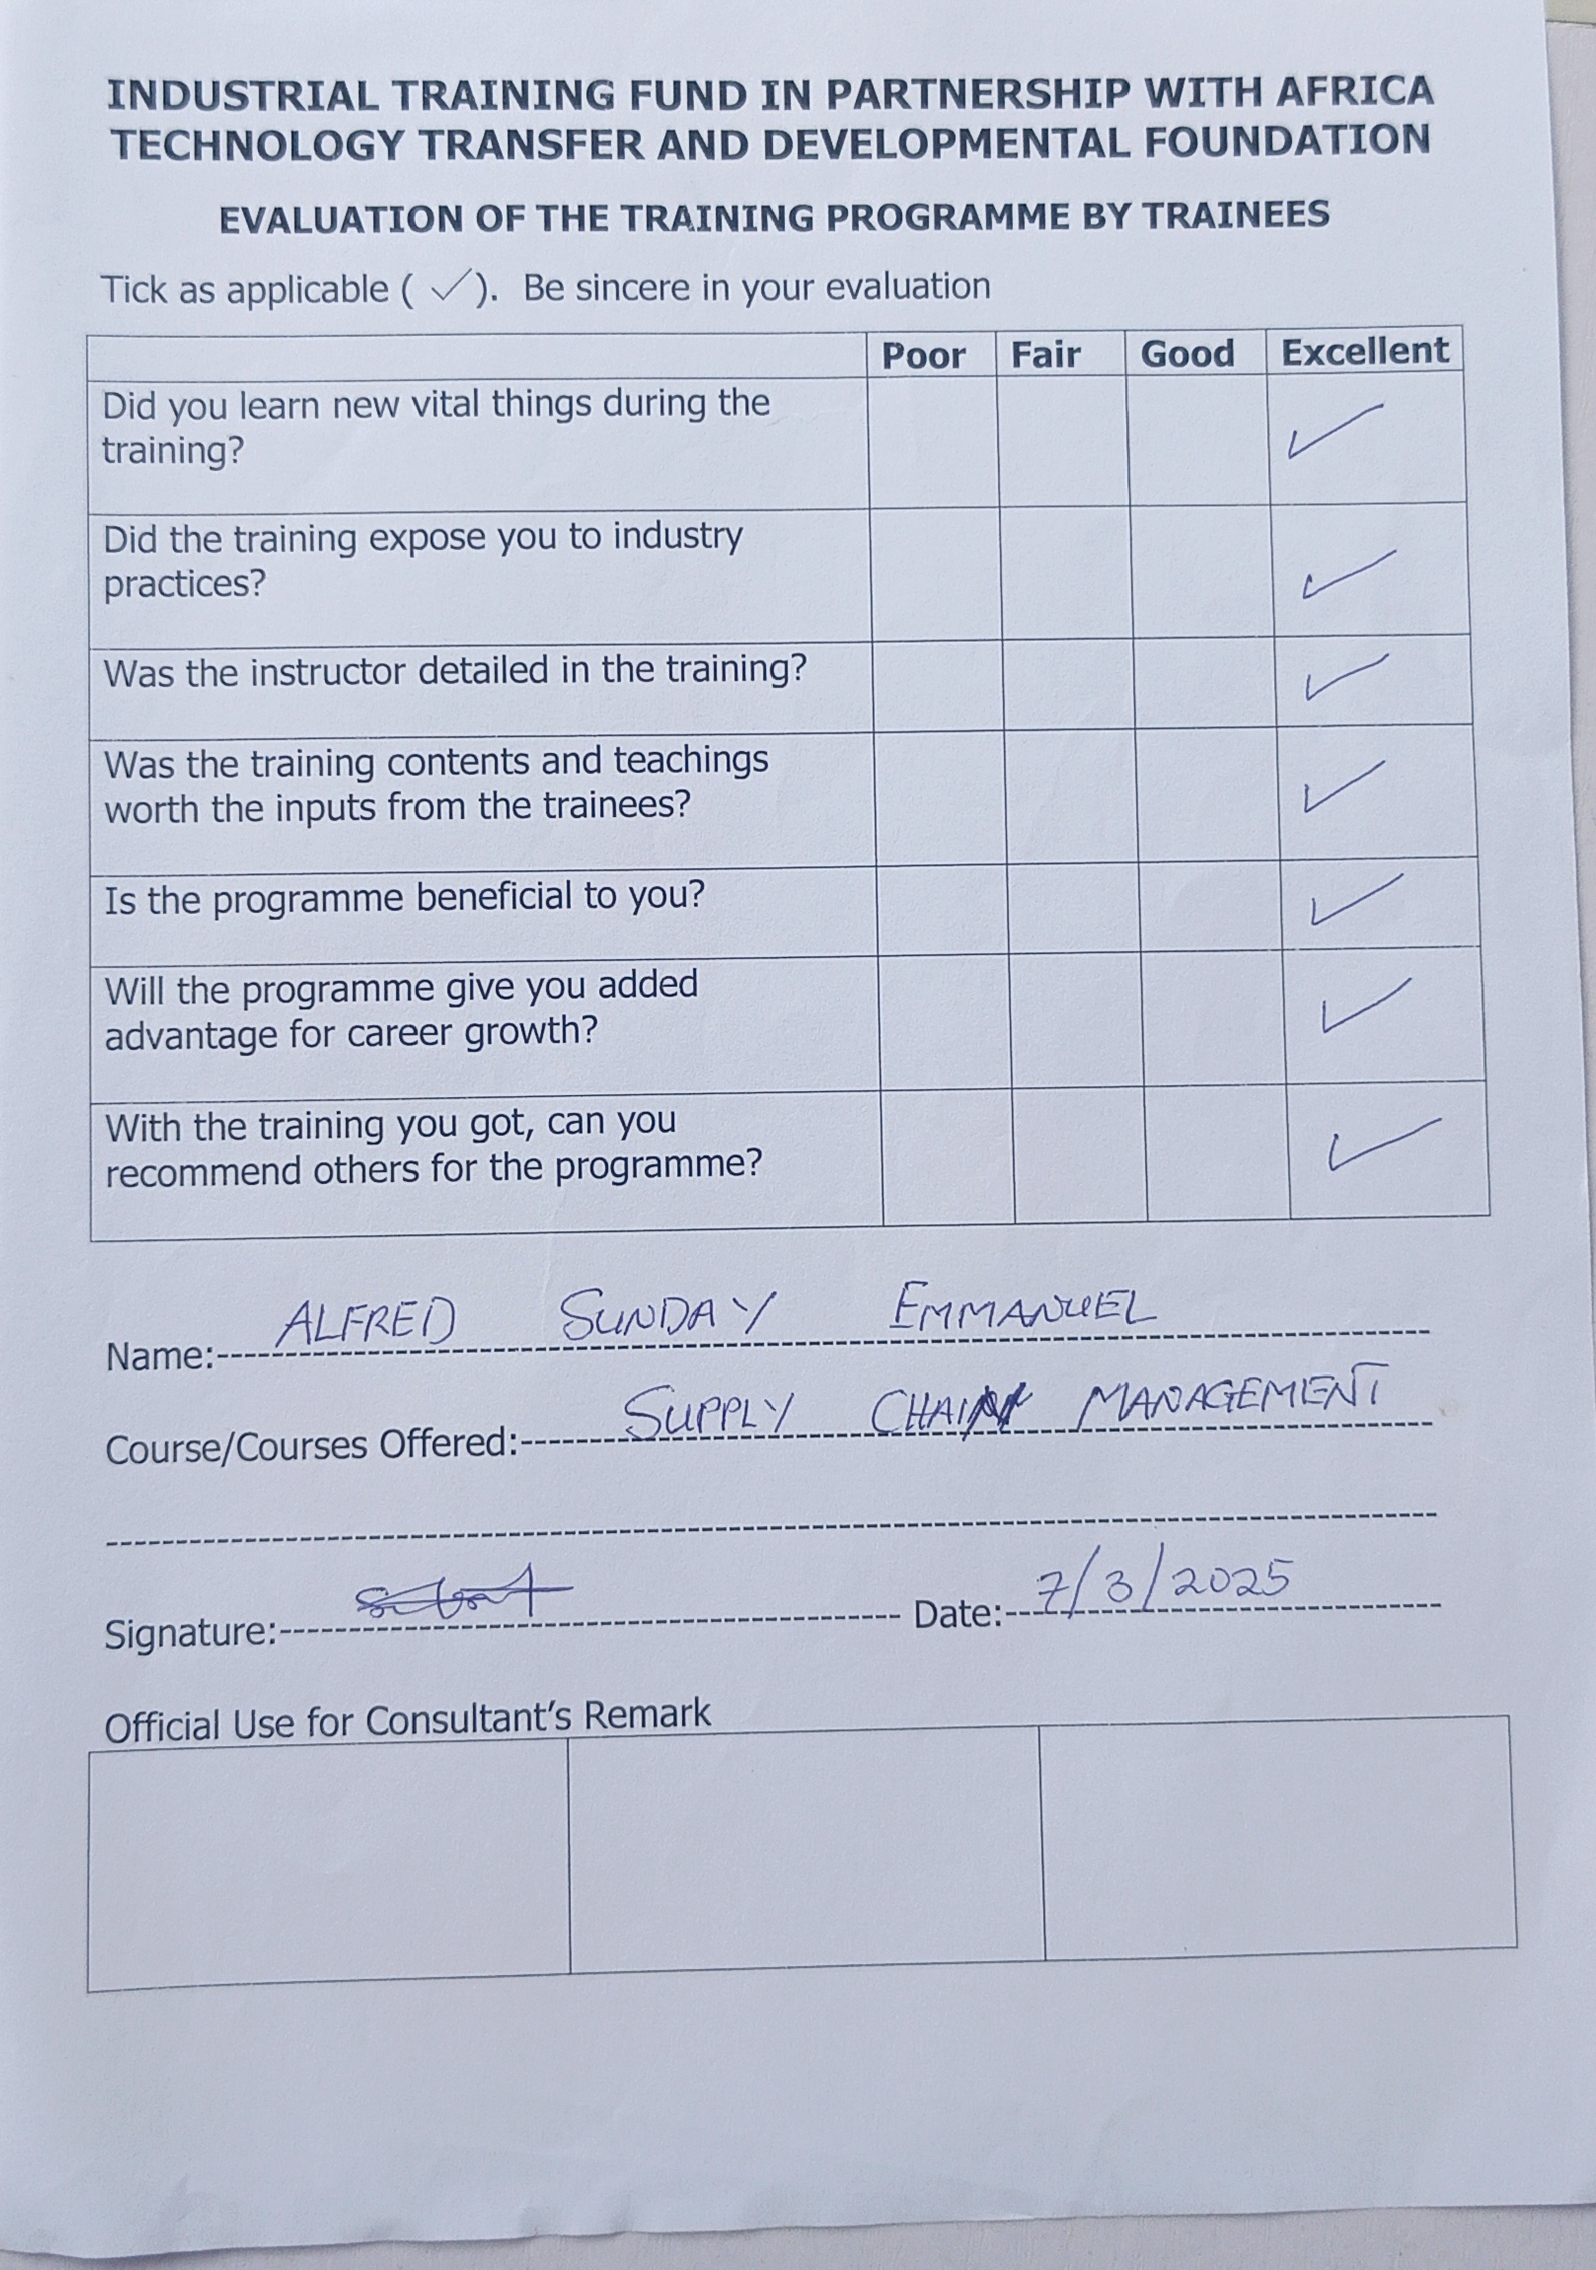 INDUSTRIAL TRAINING FUND IN PARTNERSHIP WITH AFRICA
TECHNOLOGY TRANSFER AND DEVELOPMENTAL FOUNDATION
EVALUATION OF THE TRAINING PROGRAMME BY TRAINEES
Tick as applicable ( ✓). Be sincere in your evaluation
Poor Fair Good Excellent
Did you learn new vital things during the
training? ✓
Did the training expose you to industry
practices? ✓
Was the instructor detailed in the training? ✓
Was the training contents and teachings
worth the inputs from the trainees? ✓
Is the programme beneficial to you? ✓
Will the programme give you added
advantage for career growth? ✓
With the training you got, can you
recommend others for the programme? ✓
Name: ALFRED SUNDAY EMMANUEL
Course/Courses Offered: SUPPLY CHAIN MANAGEMENT
Signature: Date: 7/3/2025
Official Use for Consultant's Remark